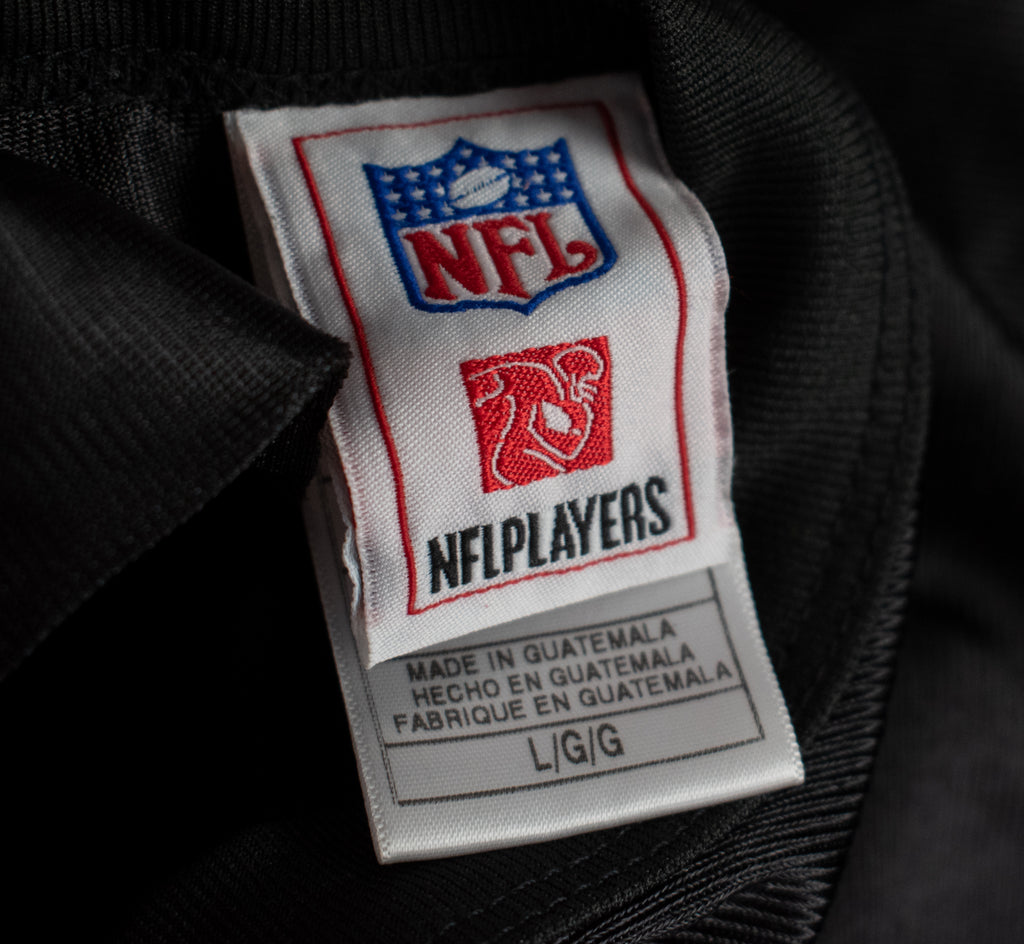 NFL
NFLPLAYERS
MADE IN GUATEMALA
HECHO EN GUATEMALA
FABRIQUE EN GUATEMALA
L/G/G